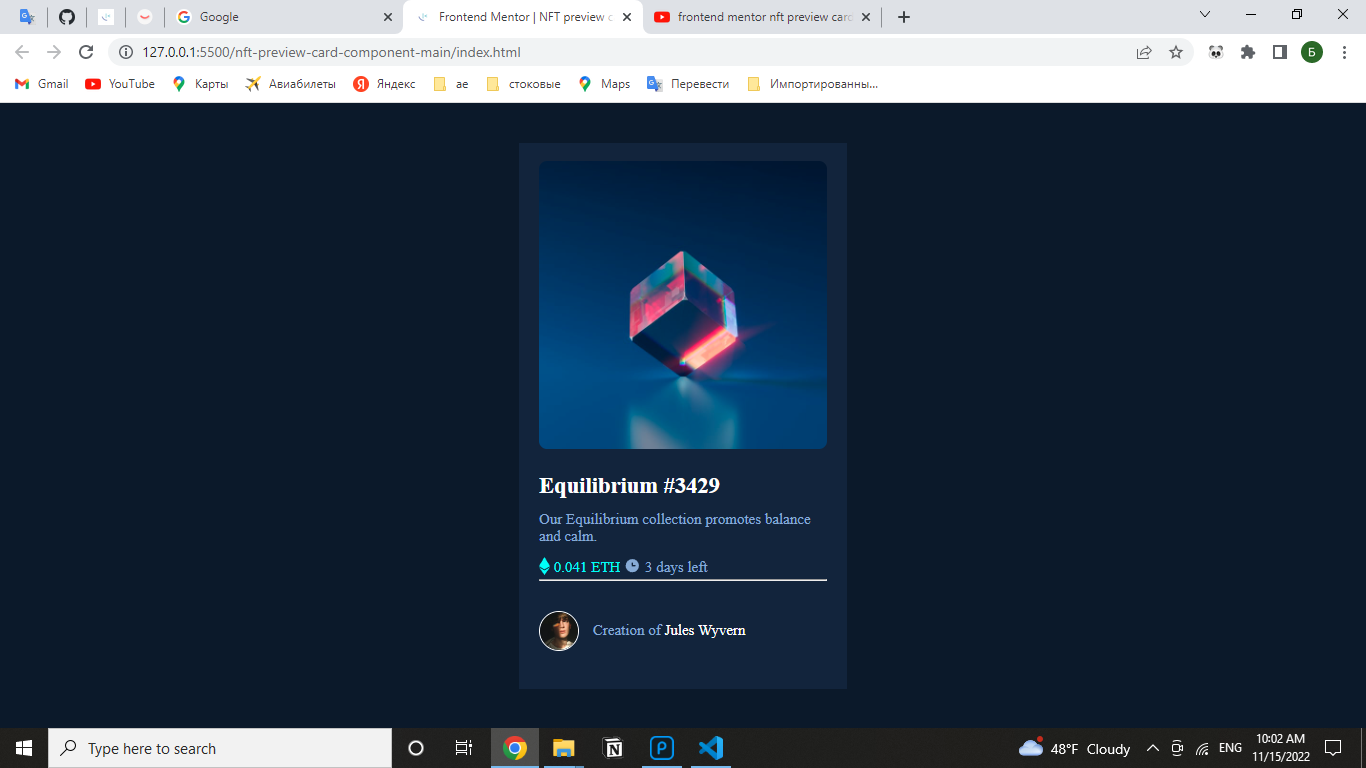 Google
Frontend Mentor | NFT preview c
frontend mentor nft preview card
127.0.0.1:5500/nft-preview-card-component-main/index.html
Б
Gmail
YouTube
Карты
Авиабилеты
Яндекс
ae
стоковые
Maps
Перевести
Импортированны...
Equilibrium #3429
Our Equilibrium collection promotes balance
and calm.
0.041 ETH 3 days left
Creation of Jules Wyvern
Type here to search
48°F Cloudy
ENG
10:02 AM
11/15/2022